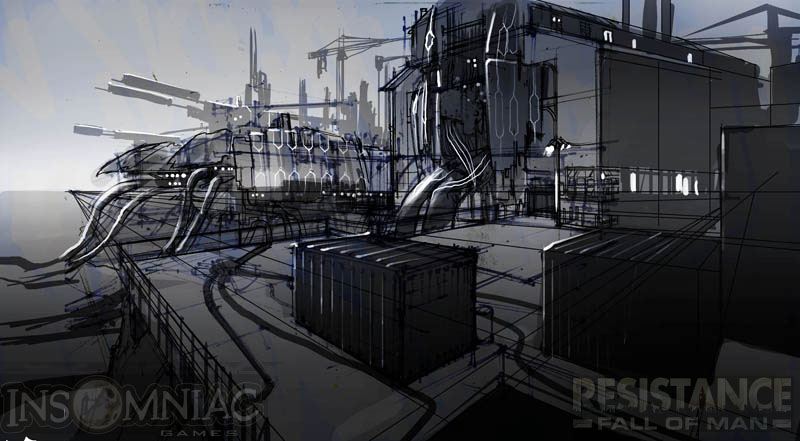 INSOMNIAC
GAMES
RESISTANCE
FALL OF MAN